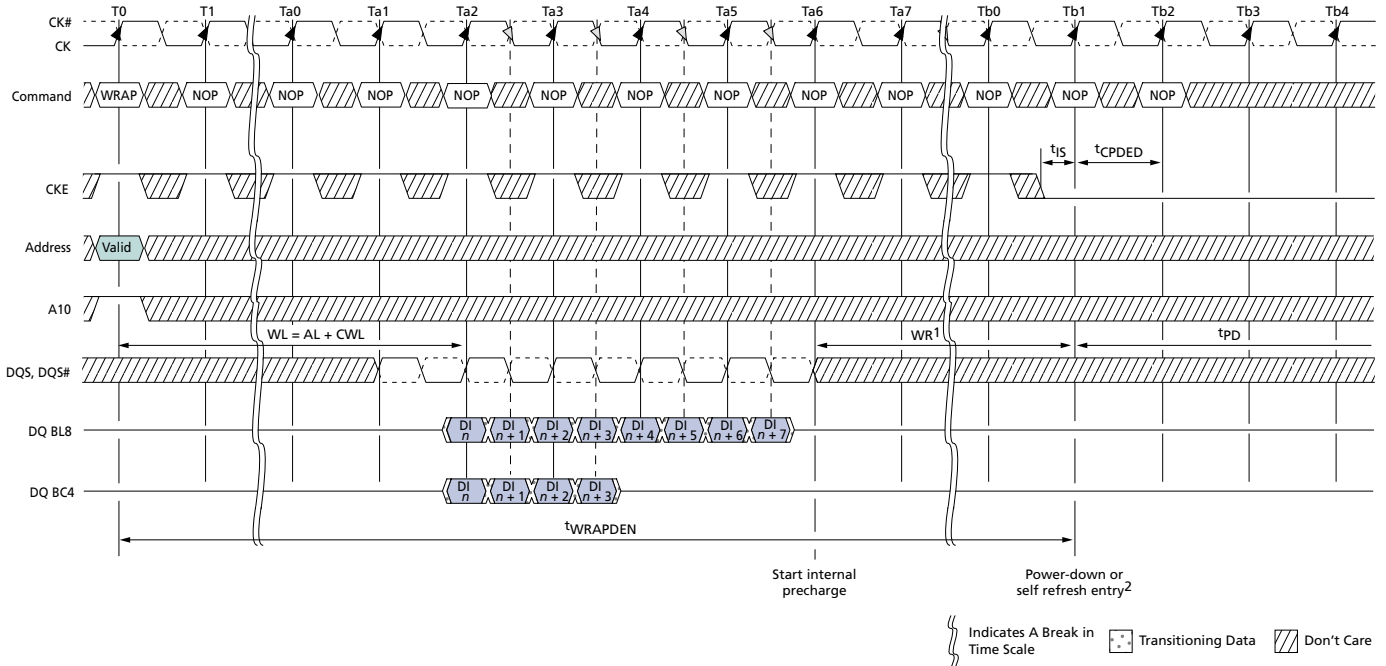 T0 T1 Ta0 Ta1 Ta2 Ta3 Ta4 Ta5 Ta6 Ta7 Tb0 Tb1 Tb2 Tb3 Tb4
CK#
CK
Command WRAP NOP NOP NOP NOP NOP NOP NOP NOP NOP NOP NOP NOP
tIS tCPDED
CKE
Address Valid
A10
WL = AL + CWL WR1 tPD
DQS, DQS#
DQ BL8 DI n DI n + 1 DI n + 2 DI n + 3 DI n + 4 DI n + 5 DI n + 6 DI n + 7
DQ BC4 DI n DI n + 1 DI n + 2 DI n + 3
tWRAPDEN
Start internal
precharge
Power-down or
self refresh entry2
Indicates A Break in
Time Scale
Transitioning Data
Don't Care